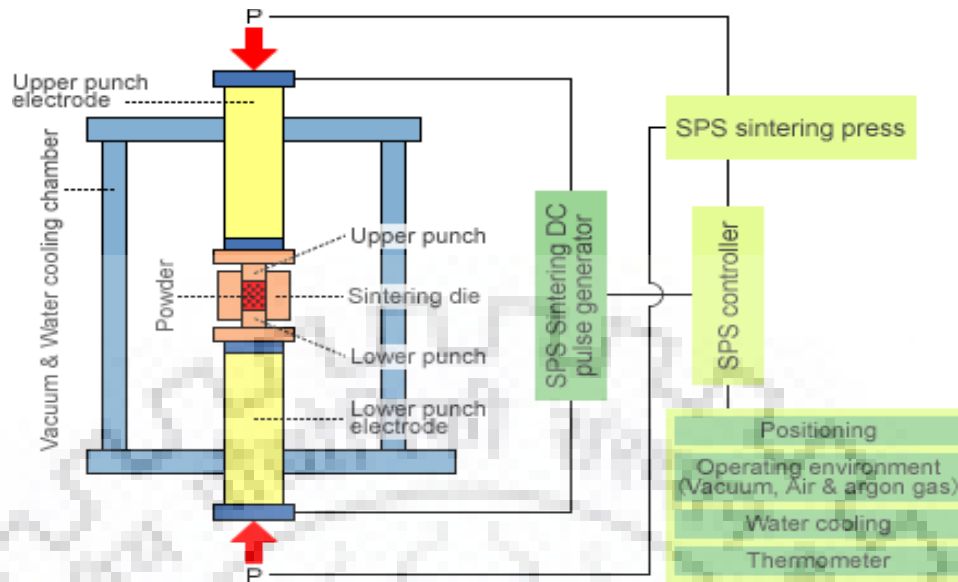 P
Upper punch
electrode
SPS sintering press
Vacuum & Water cooling chamber
Upper punch
Powder
Sintering die
SPS Sintering DC
pulse generator
SPS controller
Lower punch
Lower punch
electrode
Positioning
Operating environment
(Vacuum, Air & argon gas)
Water cooling
Thermometer
P